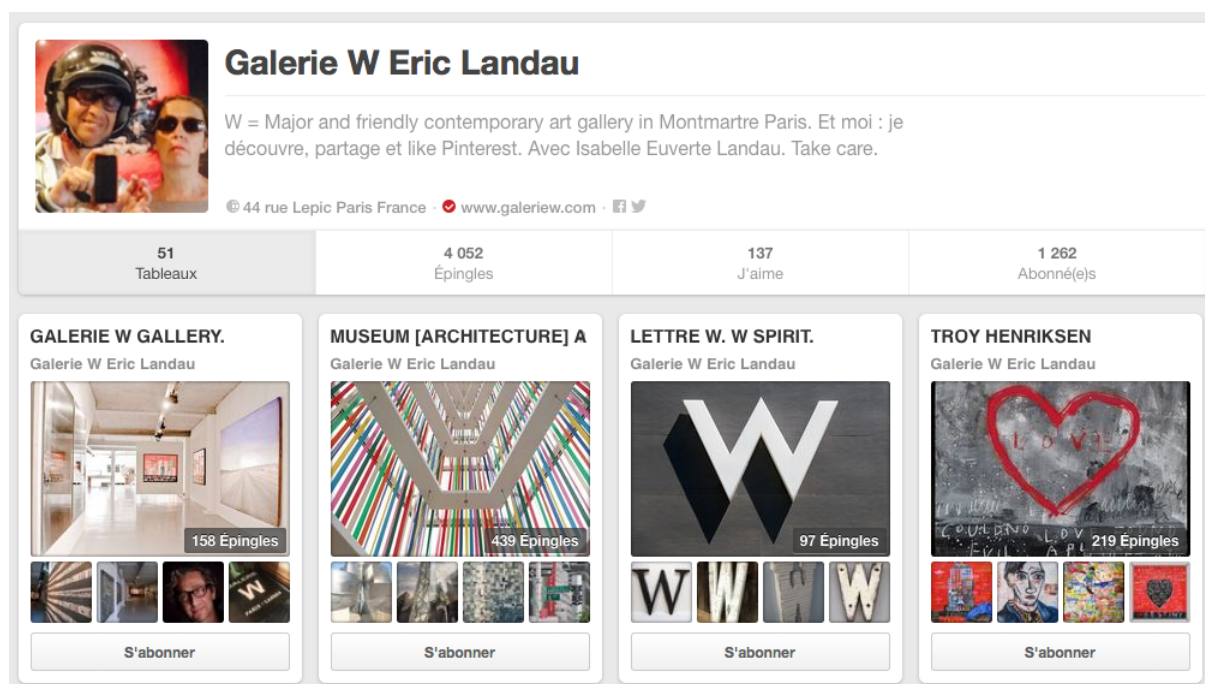 Galerie W Eric Landau
W = Major and friendly contemporary art gallery in Montmartre Paris. Et moi : je
découvre, partage et like Pinterest. Avec Isabelle Euverte Landau. Take care.
44 rue Lepic Paris France · www.galeriew.com ·
51
Tableaux
4 052
Épingles
137
J'aime
1 262
Abonné(e)s
GALERIE W GALLERY.
Galerie W Eric Landau
158 Épingles
S'abonner
MUSEUM [ARCHITECTURE] A
Galerie W Eric Landau
439 Épingles
S'abonner
LETTRE W. W SPIRIT.
Galerie W Eric Landau
W
97 Épingles
W
W
W
S'abonner
TROY HENRIKSEN
Galerie W Eric Landau
LOVE
219 Épingles
S'abonner